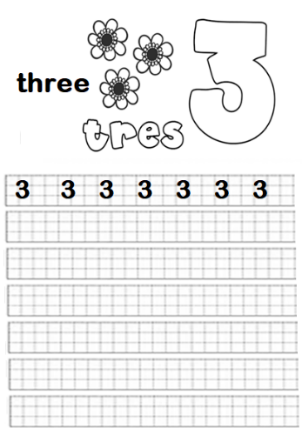 3
three
tres
3 3 3 3 3 3 3